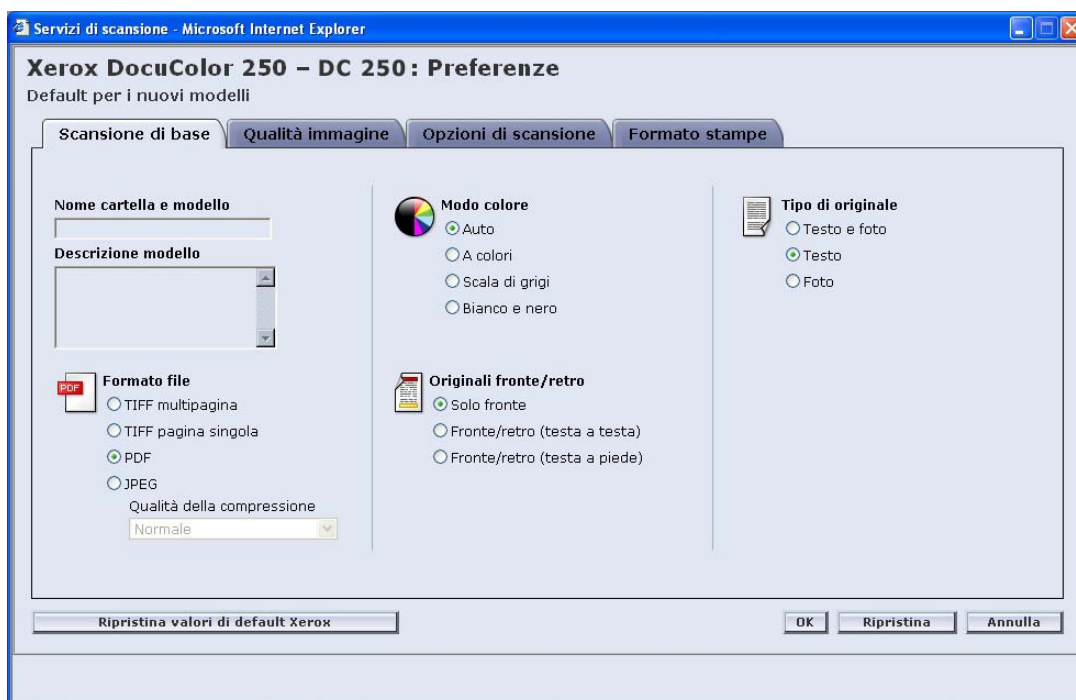 Servizi di scansione - Microsoft Internet Explorer
Xerox DocuColor 250 – DC 250 : Preferenze
Default per i nuovi modelli
Scansione di base
Qualità immagine
Opzioni di scansione
Formato stampe
Nome cartella e modello
Descrizione modello
PDF
Formato file
TIFF multipagina
TIFF pagina singola
PDF
JPEG
Qualità della compressione
Normale
Modo colore
Auto
A colori
Scala di grigi
Bianco e nero
Originali fronte/retro
Solo fronte
Fronte/retro (testa a testa)
Fronte/retro (testa a piede)
Tipo di originale
Testo e foto
Testo
Foto
Ripristina valori di default Xerox
OK
Ripristina
Annulla